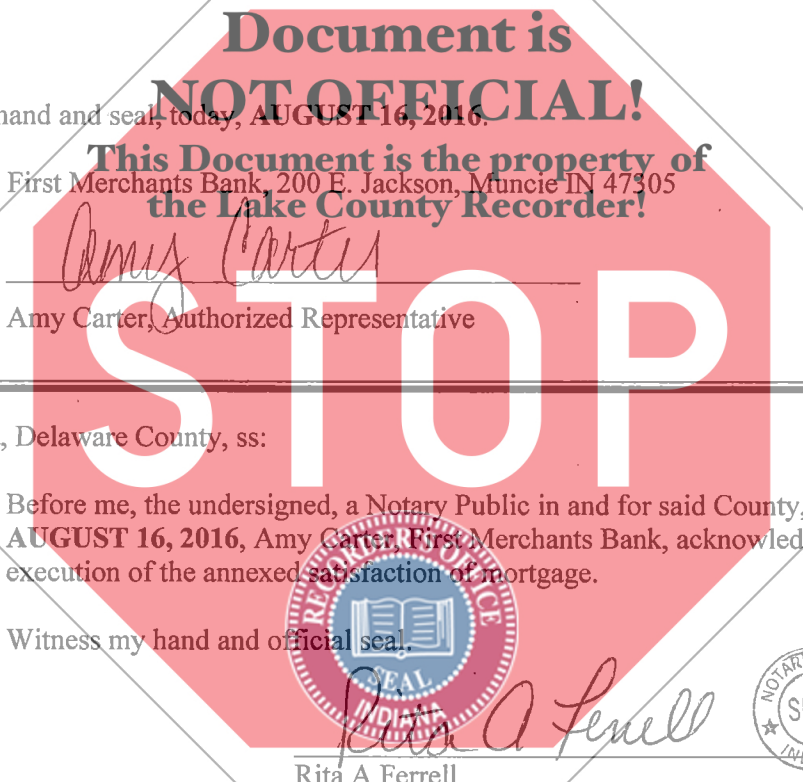 Document is
NOT OFFICIAL!
hand and seal, today, AUGUST 16, 2016.
This Document is the property of
First Merchants Bank, 200 E. Jackson, Muncie IN 47305
the Lake County Recorder!
Amy Carter
Amy Carter, Authorized Representative
STOP
, Delaware County, ss:
Before me, the undersigned, a Notary Public in and for said County,
AUGUST 16, 2016, Amy Carter, First Merchants Bank, acknowled
execution of the annexed satisfaction of mortgage.
RECORDER'S OFFICE
Witness my hand and official seal.
SEAL
INDIANA
NOTAR
Rita A Ferrell
Rita A Ferrell